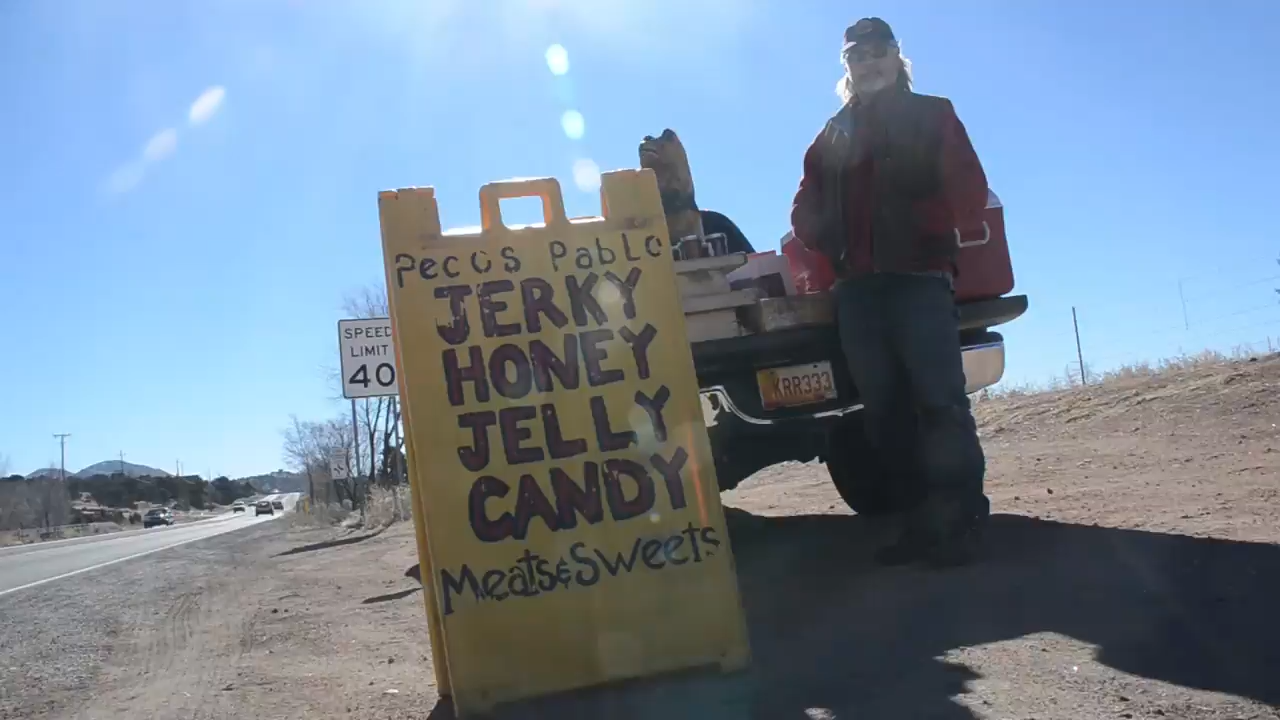 Pecos Pablo
JERKY
HONEY
JELLY
CANDY
Meats & Sweets
SPEED
LIMIT
40
KRR333